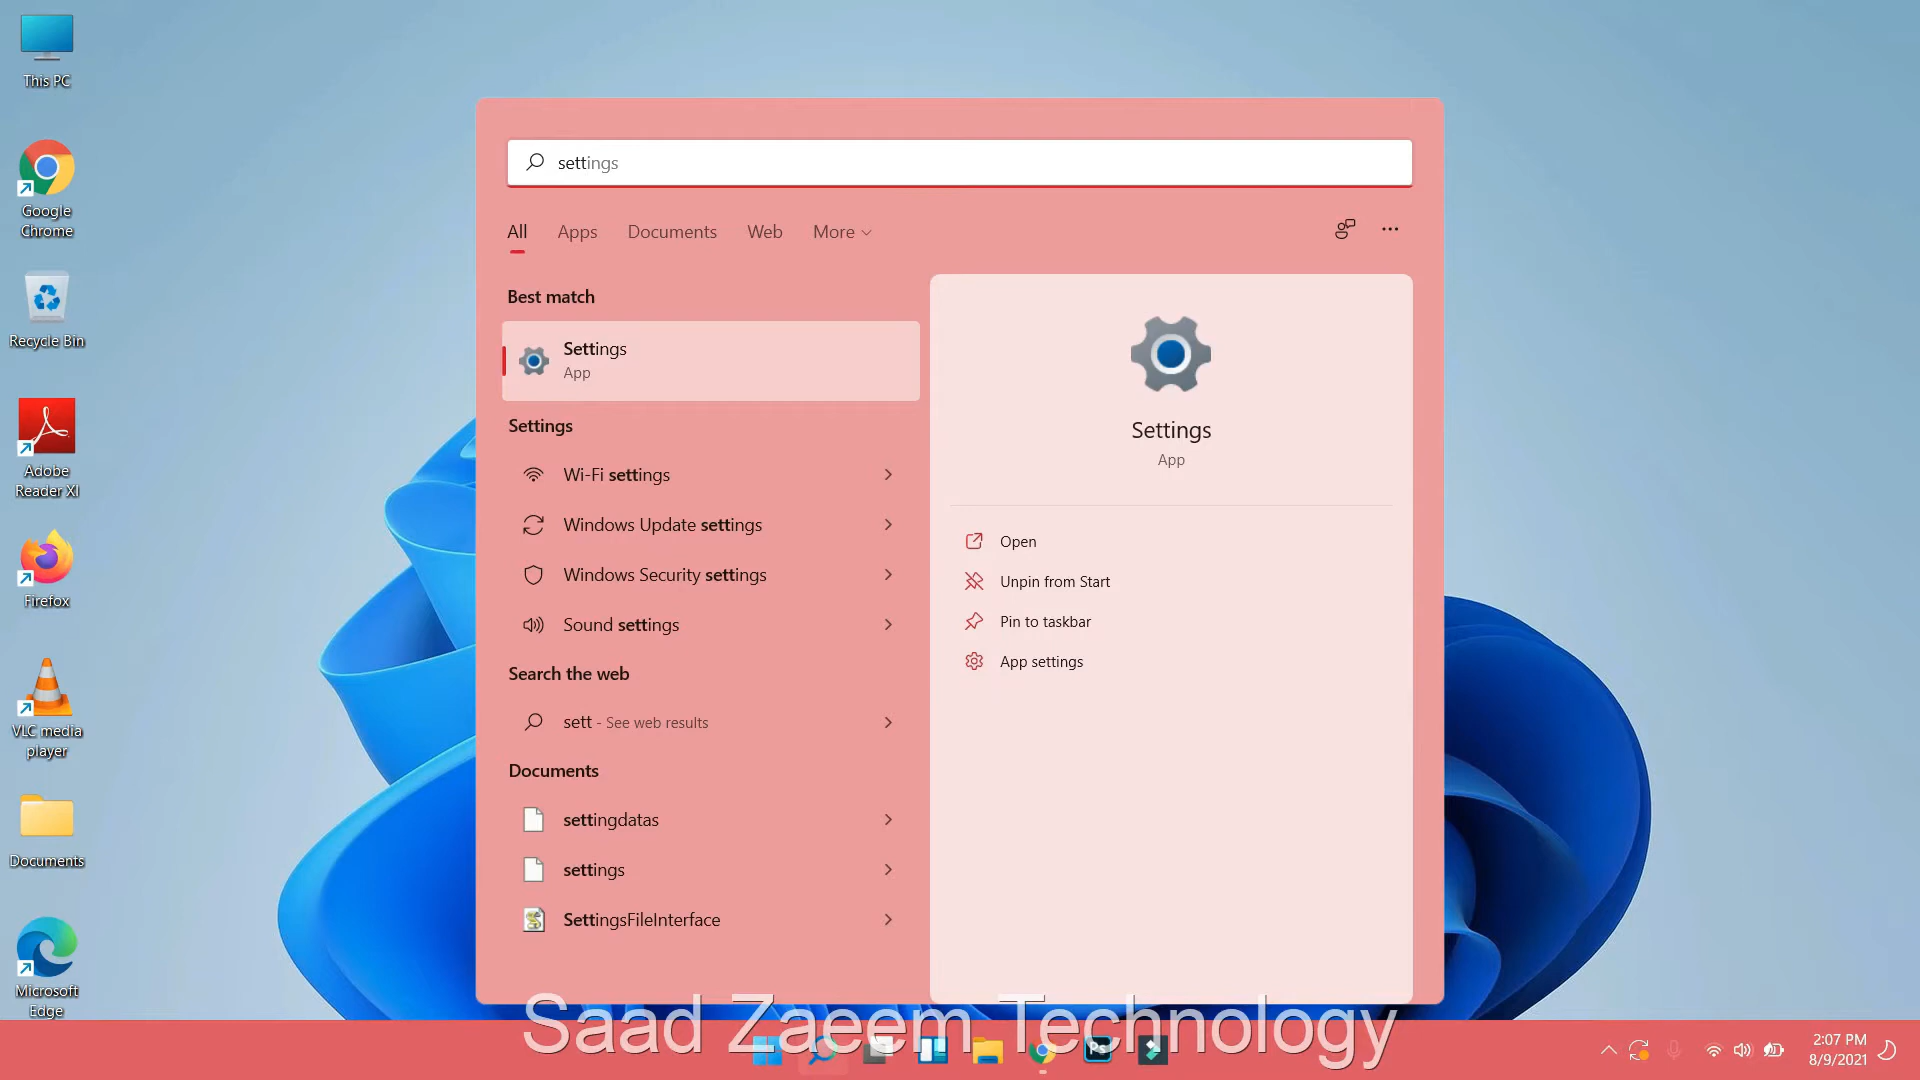 This PC
Google
Chrome
Recycle Bin
Adobe
Reader XI
Firefox
VLC media
player
Documents
Microsoft
Edge
settings
All
Apps
Documents
Web
More
Best match
Settings
App
Settings
Wi-Fi settings
Windows Update settings
Windows Security settings
Sound settings
Search the web
sett - See web results
Documents
settingdatas
settings
SettingsFileInterface
Settings
App
Open
Unpin from Start
Pin to taskbar
App settings
Saad Zaeem Technology
Ps
2:07 PM
8/9/2021